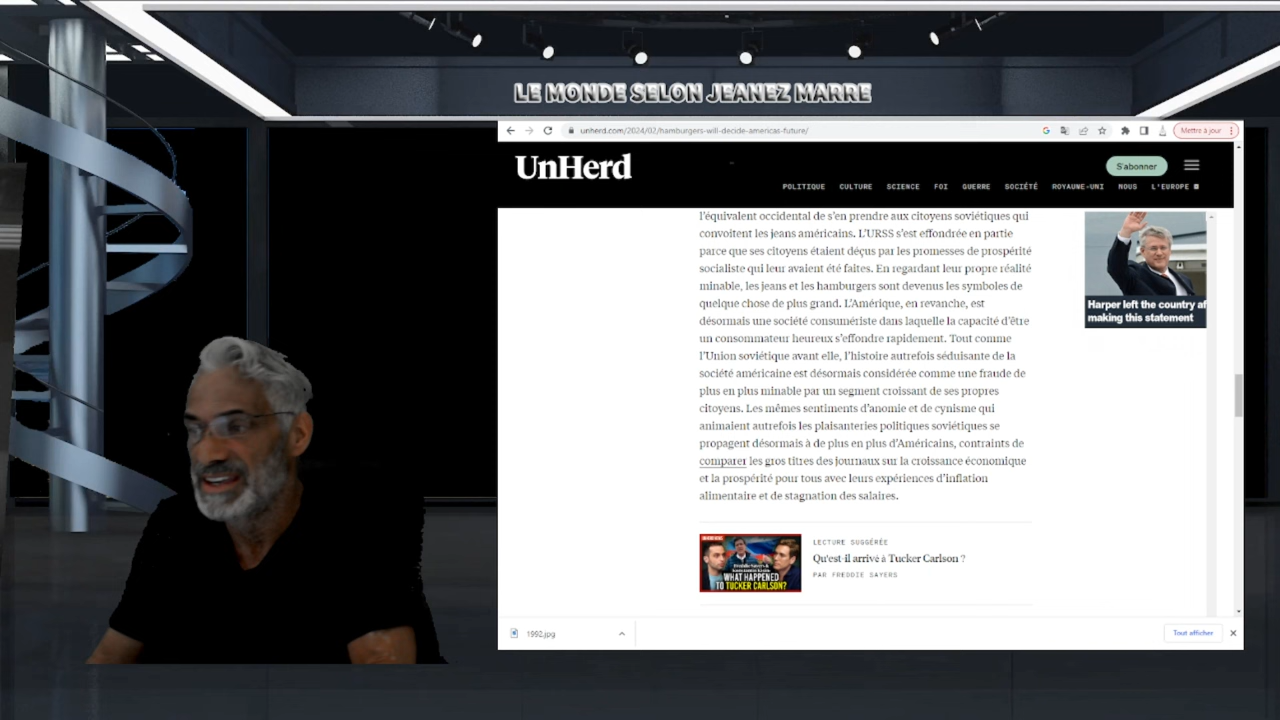 LE MONDE SELON JEANEZ MARRE
unherd.com/2024/02/hamburgers-will-decide-americas-future/
Mettre à jour
UnHerd
S'abonner
POLITIQUE CULTURE SCIENCE FOI GUERRE SOCIÉTÉ ROYAUME-UNI NOUS L'EUROPE
l'équivalent occidental de s'en prendre aux citoyens soviétiques qui
convoitent les jeans américains. L'URSS s'est effondrée en partie
parce que ses citoyens étaient déçus par les promesses de prospérité
socialiste qui leur avaient été faites. En regardant leur propre réalité
minable, les jeans et les hamburgers sont devenus les symboles de
quelque chose de plus grand. L'Amérique, en revanche, est
désormais une société consumériste dans laquelle la capacité d'être
un consommateur heureux s'effondre rapidement. Tout comme
l'Union soviétique avant elle, l'histoire autrefois séduisante de la
société américaine est désormais considérée comme une fraude de
plus en plus minable par un segment croissant de ses propres
citoyens. Les mêmes sentiments d'anomie et de cynisme qui
animaient autrefois les plaisanteries politiques soviétiques se
propagent désormais à de plus en plus d'Américains, contraints de
comparer les gros titres des journaux sur la croissance économique
et la prospérité pour tous avec leurs expériences d'inflation
alimentaire et de stagnation des salaires.
Harper left the country af
making this statement
WHAT HAPPENED
TO TUCKER CARLSON?
LECTURE SUGGÉRÉE
Qu'est-il arrivé à Tucker Carlson ?
PAR FREDDIE SAYERS
1992.jpg
Tout afficher